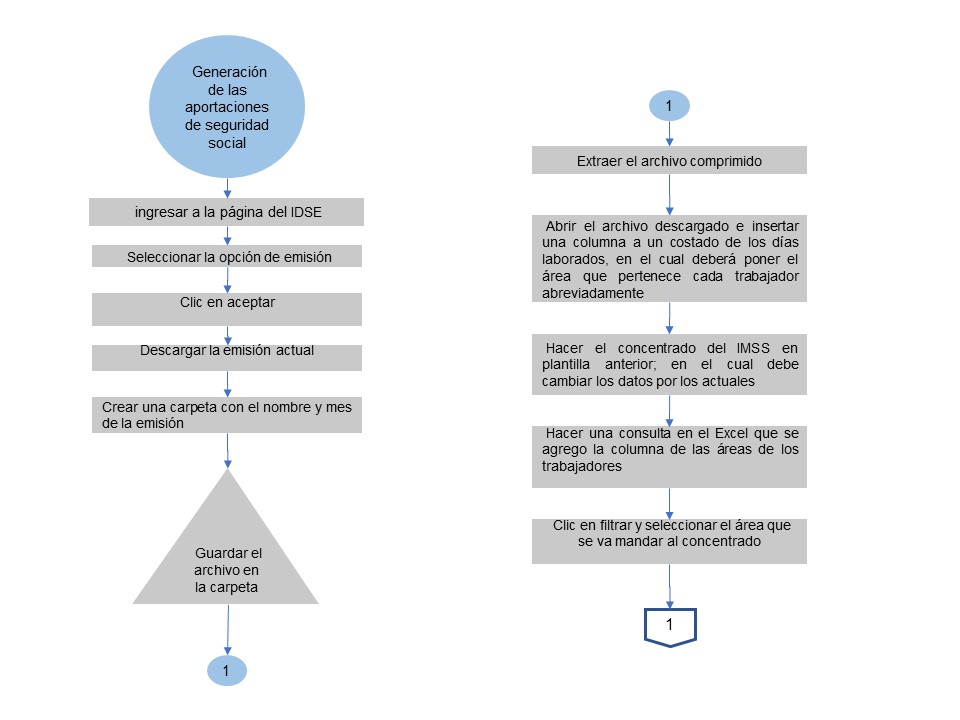 Generación
de las
aportaciones
de seguridad
social
ingresar a la página del IDSE
Seleccionar la opción de emisión
Clic en aceptar
Descargar la emisión actual
Crear una carpeta con el nombre y mes
de la emisión
Guardar el
archivo en
la carpeta
1
1
Extraer el archivo comprimido
Abrir el archivo descargado e insertar
una columna a un costado de los días
laborados, en el cual deberá poner el
área que pertenece cada trabajador
abreviadamente
Hacer el concentrado del IMSS en
plantilla anterior; en el cual debe
cambiar los datos por los actuales
Hacer una consulta en el Excel que se
agrego la columna de las áreas de los
trabajadores
Clic en filtrar y seleccionar el área que
se va mandar al concentrado
1